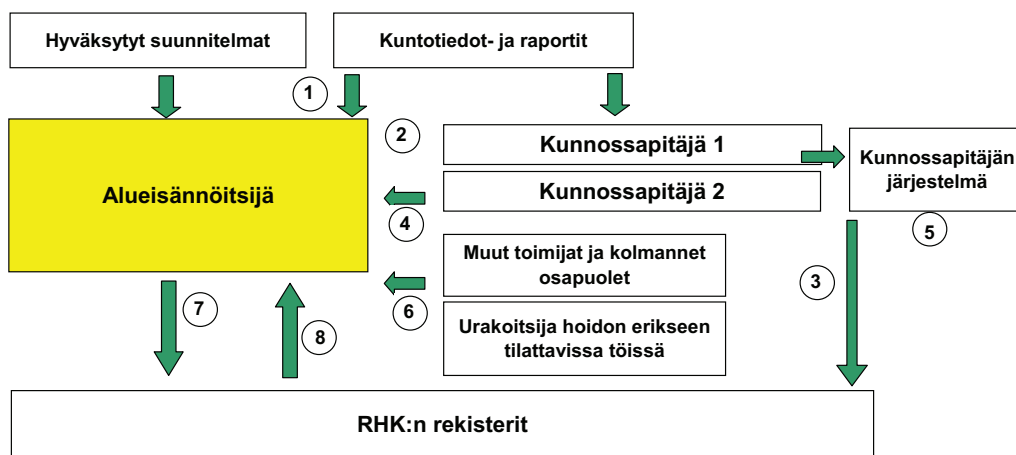 Hyväksytyt suunnitelmat
Kuntotiedot- ja raportit
1
2
Kunnossapitäjä 1
Kunnossapitäjän
järjestelmä
Alueisännöitsijä
Kunnossapitäjä 2
4
5
Muut toimijat ja kolmannet
osapuolet
3
6
7
8
Urakoitsija hoidon erikseen
tilattavissa töissä
RHK:n rekisterit